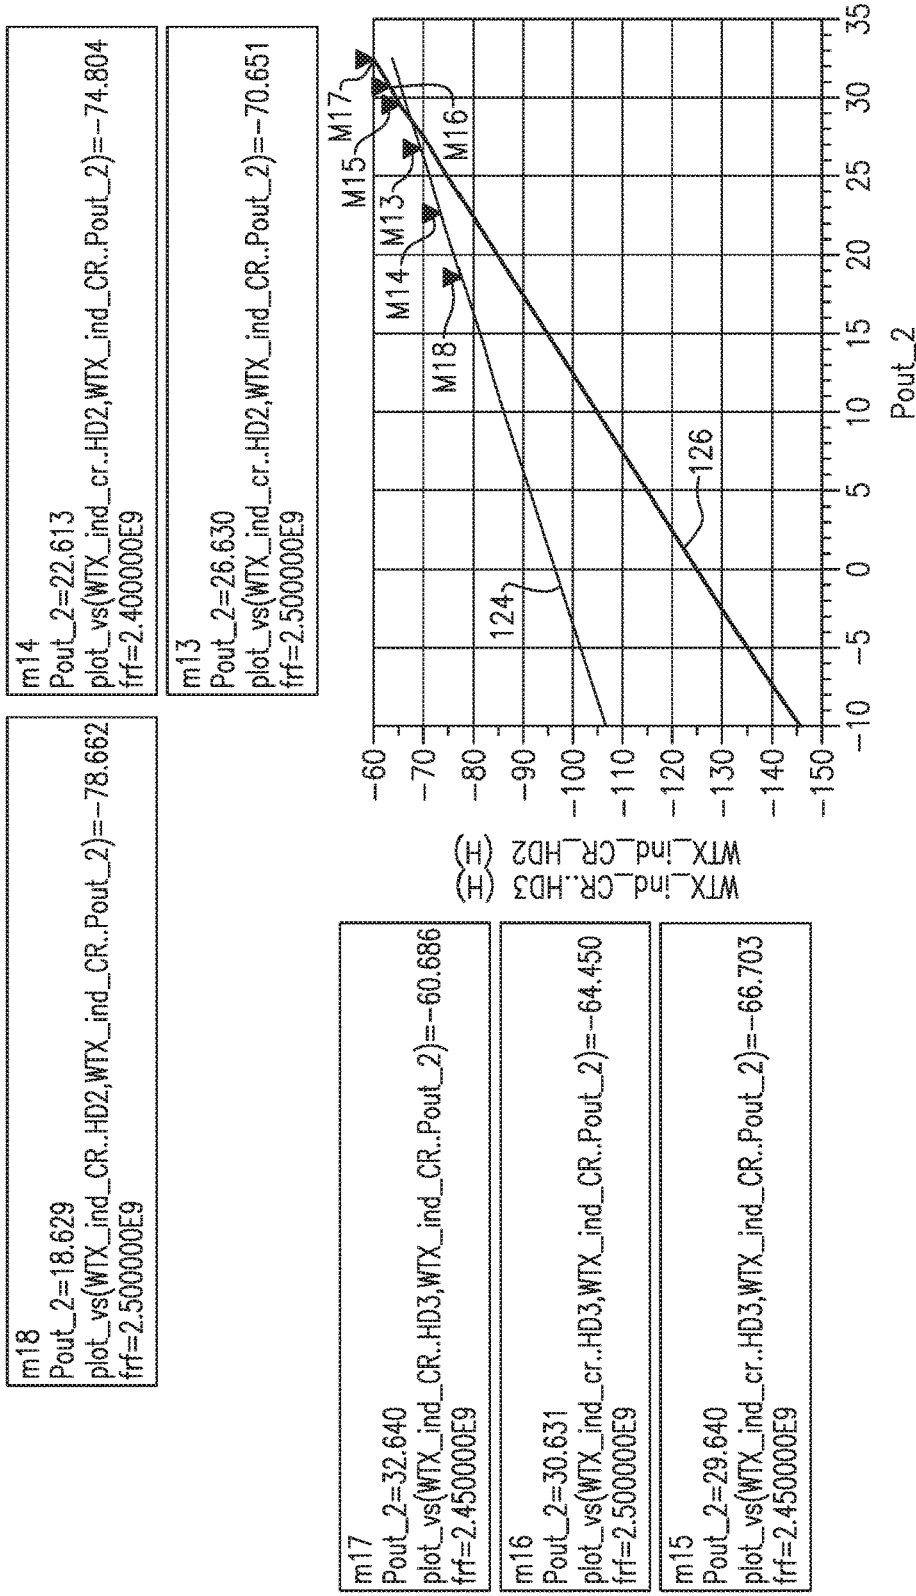 m18
Pout_2=18.629
plot_vs(WTX_ind_CR..HD2,WTX_ind_CR..Pout_2)=-78.662
frf=2.500000E9
m14
Pout_2=22.613
plot_vs(WTX_ind_cr..HD2,WTX_ind_CR..Pout_2)=-74.804
frf=2.400000E9
m13
Pout_2=26.630
plot_vs(WTX_ind_cr..HD2,WTX_ind_CR..Pout_2)=-70.651
frf=2.500000E9
m17
Pout_2=32.640
plot_vs(WTX_ind_CR..HD3,WTX_ind_CR..Pout_2)=-60.686
frf=2.450000E9
m16
Pout_2=30.631
plot_vs(WTX_ind_cr..HD3,WTX_ind_CR..Pout_2)=-64.450
frf=2.500000E9
m15
Pout_2=29.640
plot_vs(WTX_ind_cr..HD3,WTX_ind_CR..Pout_2)=-66.703
frf=2.450000E9
WTX_ind_CR_HD2 (H)
WTX_ind_CR..HD3 (H)
-60
-70
-80
-90
-100
-110
-120
-130
-140
-150
M17
M15
M16
M13
M14
M18
124
126
-10
-5
0
5
10
15
20
25
30
35
Pout_2